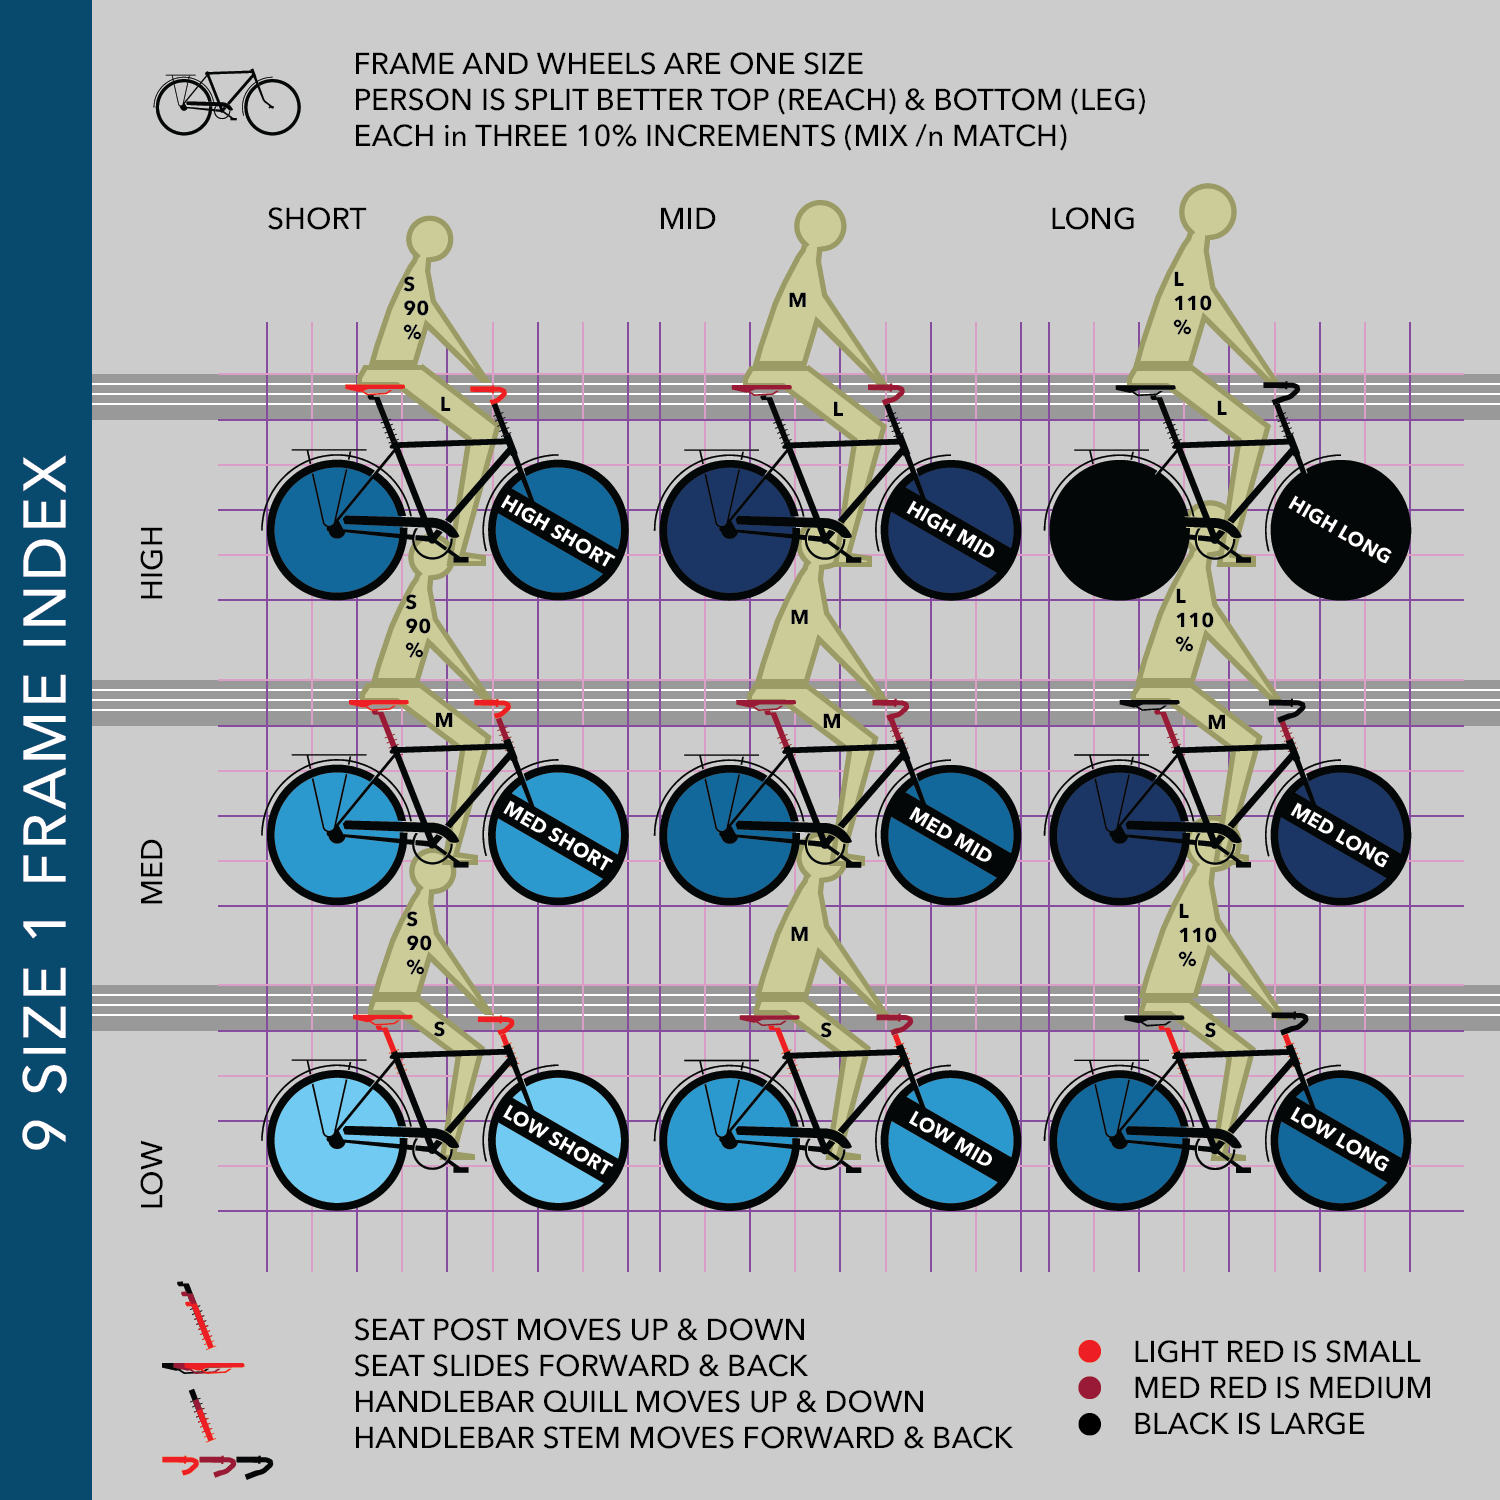 9 SIZE 1 FRAME INDEX
FRAME AND WHEELS ARE ONE SIZE
PERSON IS SPLIT BETTER TOP (REACH) & BOTTOM (LEG)
EACH in THREE 10% INCREMENTS (MIX /n MATCH)
SHORT
MID
LONG
HIGH
S
90
%
L
HIGH SHORT
M
L
HIGH MID
L
110
%
L
HIGH LONG
MED
S
90
%
M
MED SHORT
M
M
MED MID
L
110
%
M
MED LONG
LOW
S
90
%
S
LOW SHORT
M
S
LOW MID
L
110
%
S
LOW LONG
SEAT POST MOVES UP & DOWN
SEAT SLIDES FORWARD & BACK
HANDLEBAR QUILL MOVES UP & DOWN
HANDLEBAR STEM MOVES FORWARD & BACK
LIGHT RED IS SMALL
MED RED IS MEDIUM
BLACK IS LARGE